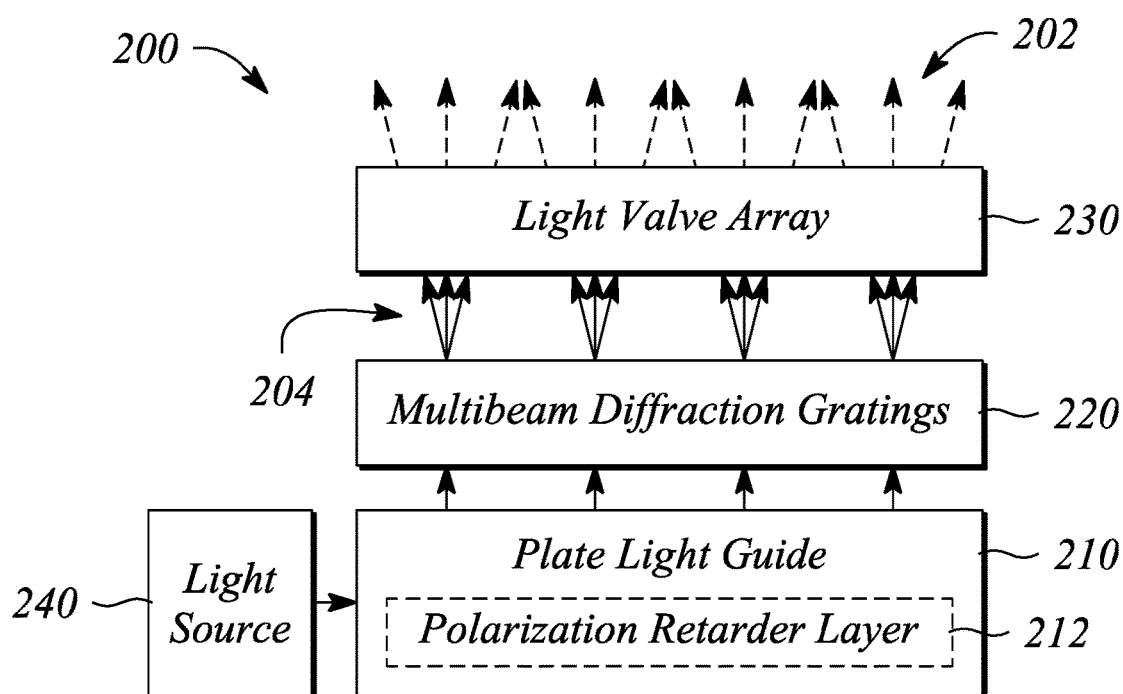 200
202
Light Valve Array
230
204
Multibeam Diffraction Gratings
220
Plate Light Guide
210
240
Light
Source
Polarization Retarder Layer
212